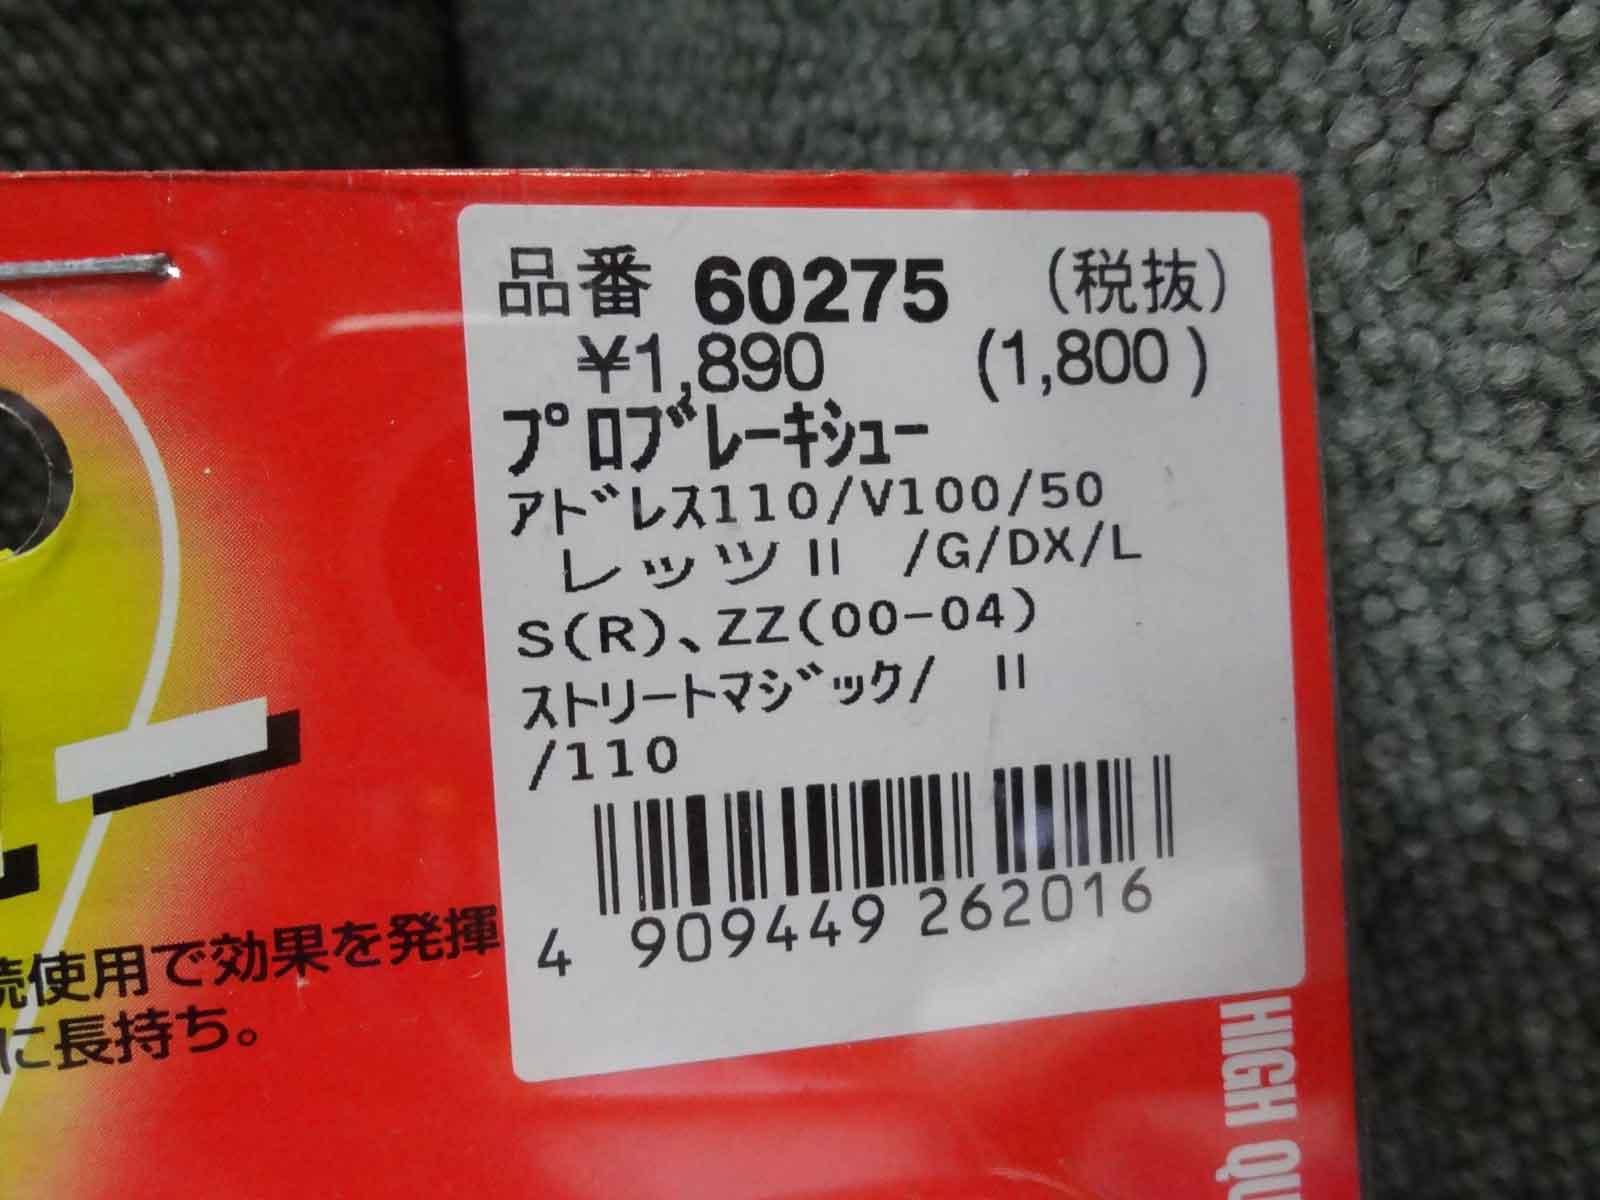 品番 60275 (税抜)
¥1,890 (1,800 )
プロブレーキシュー
アドレス110/V100/50
レッツII /G/DX/L
S(R)、ZZ(00-04)
ストリートマジック/ II
/110
4 909449 262016
続使用で効果を発揮
に長持ち。
HIGH